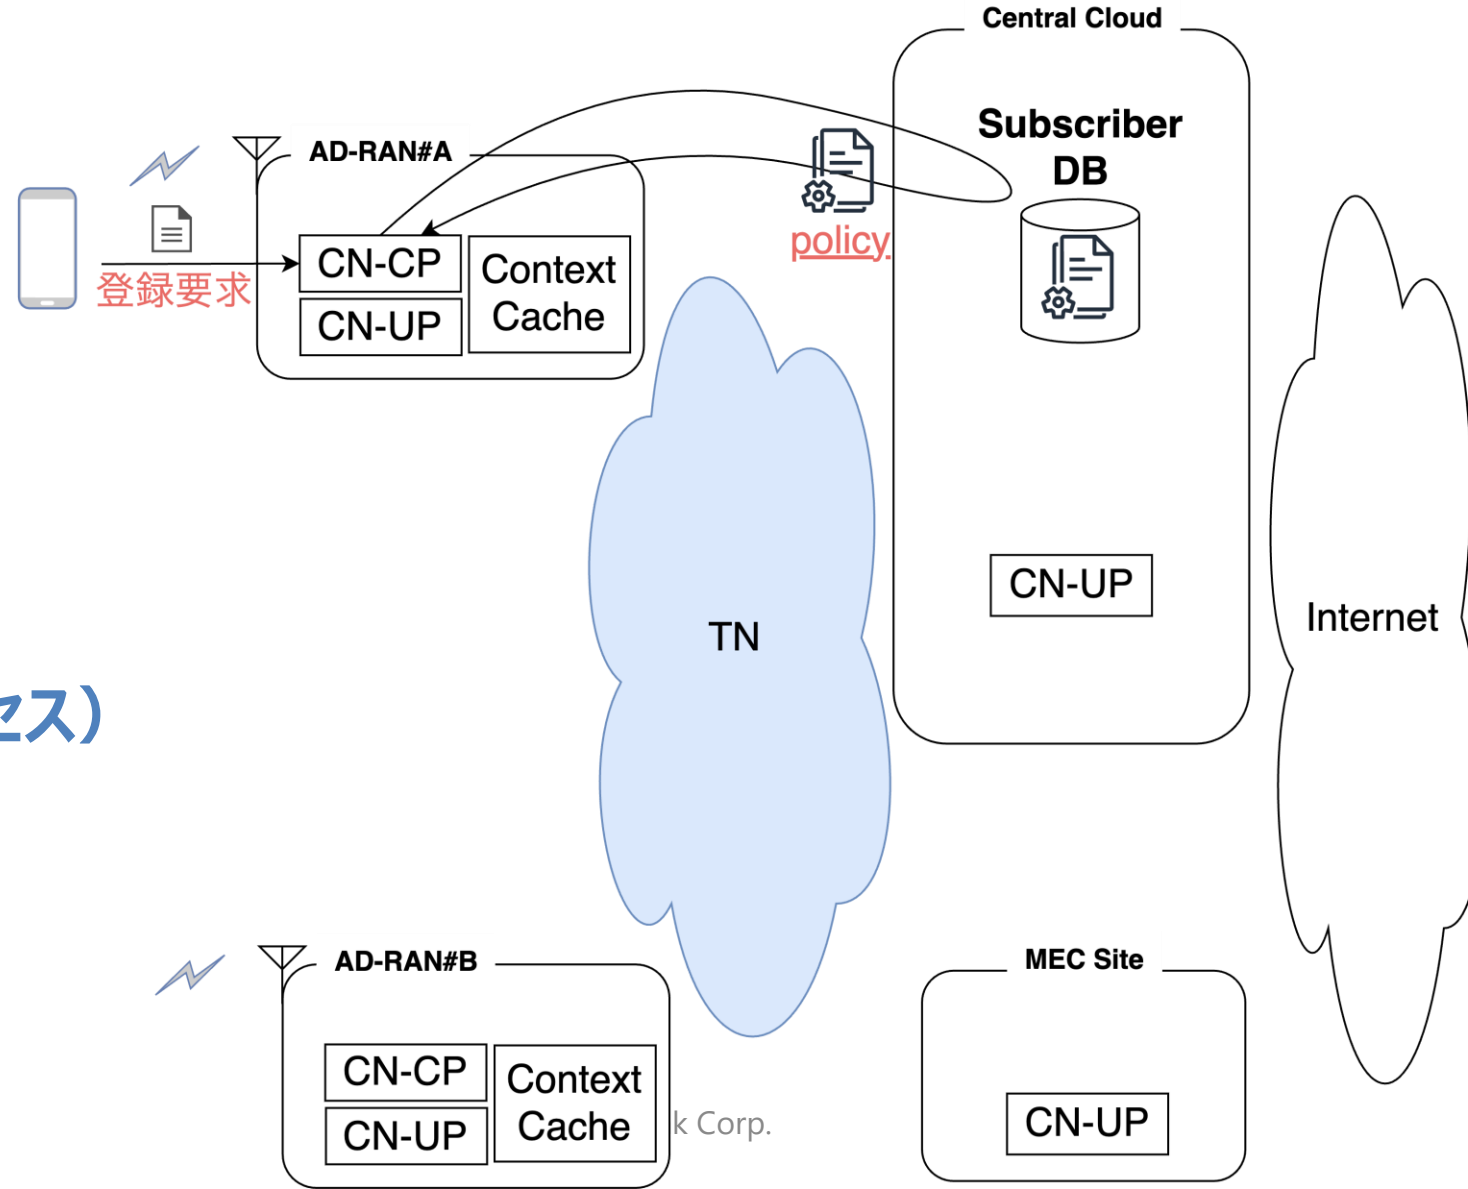 Central Cloud
Subscriber
DB
AD-RAN#A
policy
登録要求
CN-CP
CN-UP
Context
Cache
CN-UP
TN
Internet
セス）
AD-RAN#B
MEC Site
CN-CP
CN-UP
Context
Cache
k Corp.
CN-UP